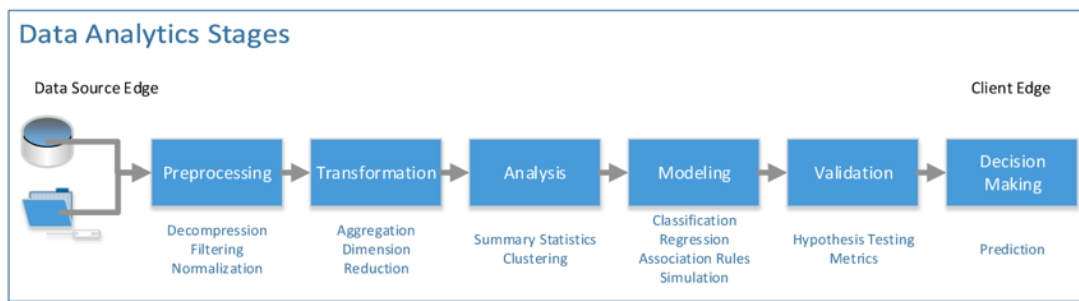 Data Analytics Stages
Data Source Edge
Client Edge
Preprocessing
Transformation
Analysis
Modeling
Validation
Decision
Making
Decompression
Filtering
Normalization
Aggregation
Dimension
Reduction
Summary Statistics
Clustering
Classification
Regression
Association Rules
Simulation
Hypothesis Testing
Metrics
Prediction